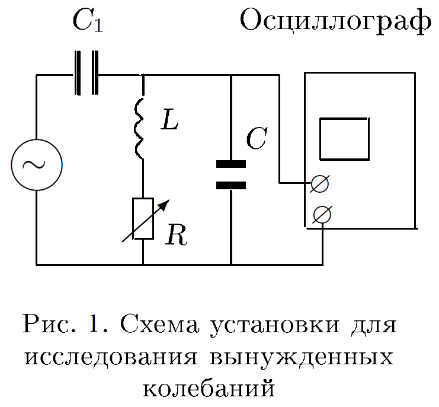 C₁
Осциллограф
L
C
R
~
Рис. 1. Схема установки для
исследования вынужденных
колебаний